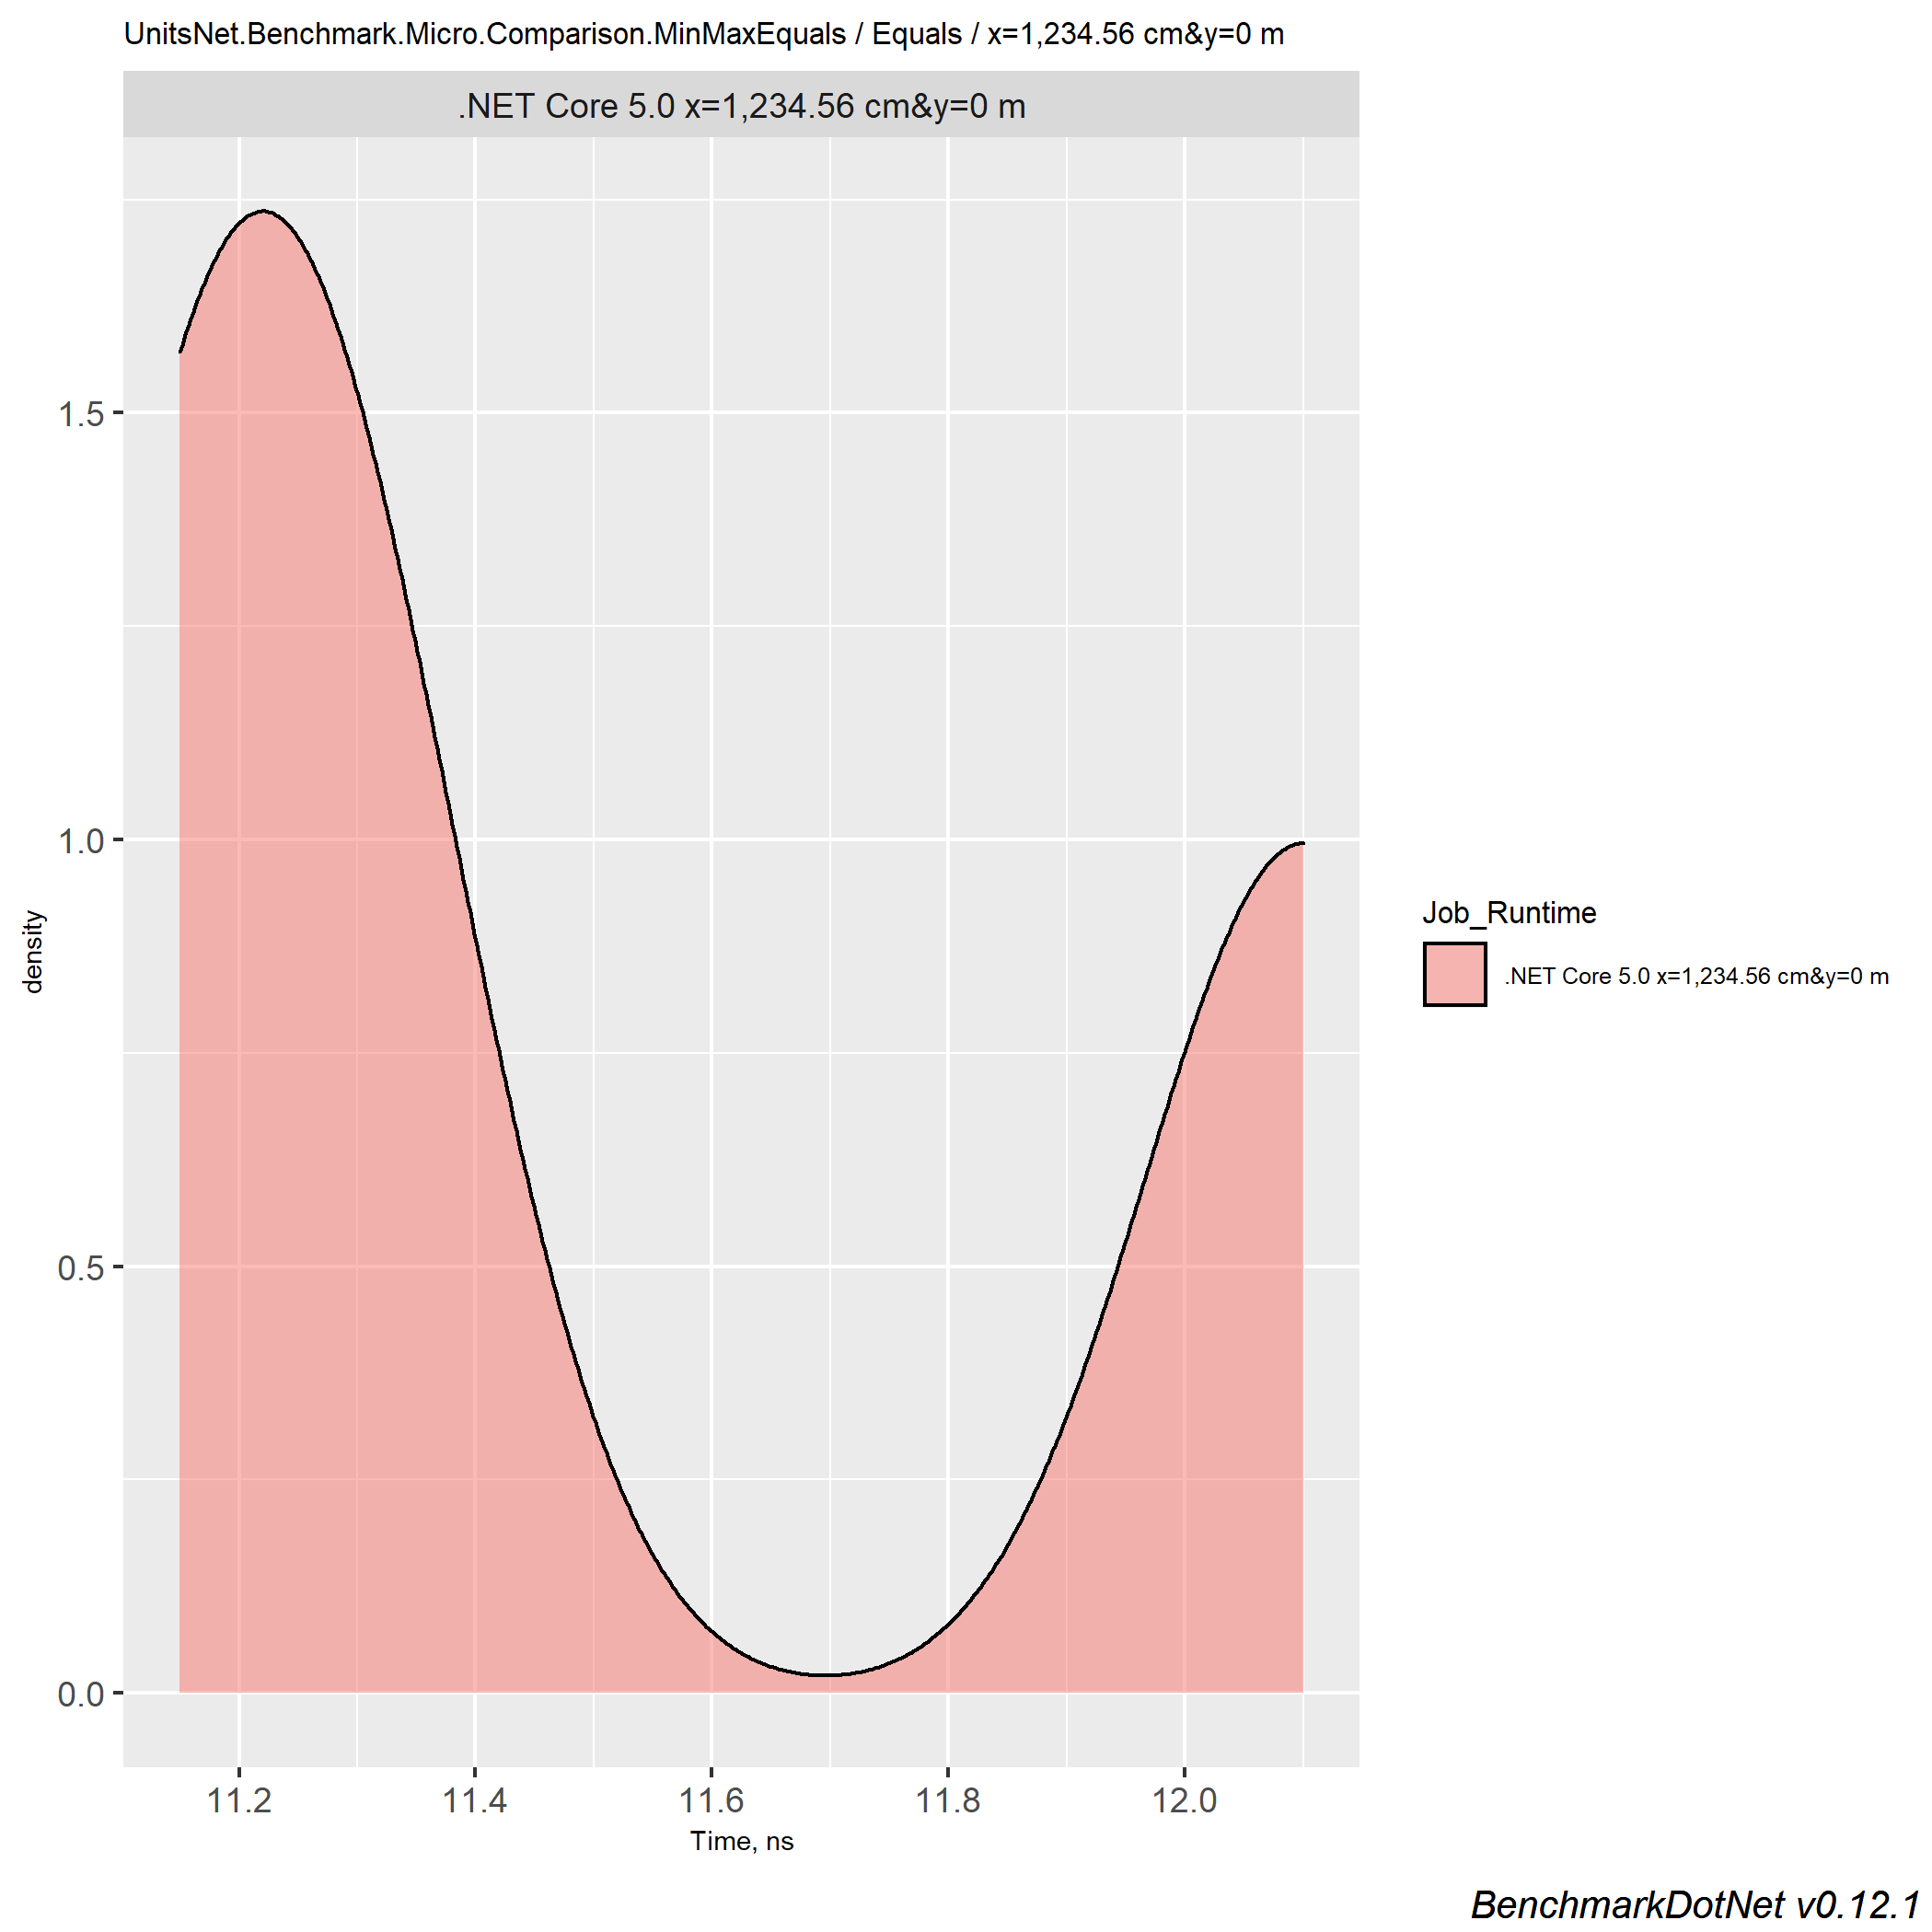 UnitsNet.Benchmark.Micro.Comparison.MinMaxEquals / Equals / x=1,234.56 cm&y=0 m
.NET Core 5.0 x=1,234.56 cm&y=0 m
1.5
1.0
0.5
0.0
density
11.2 11.4 11.6 11.8 12.0
Time, ns
Job_Runtime
.NET Core 5.0 x=1,234.56 cm&y=0 m
BenchmarkDotNet v0.12.1